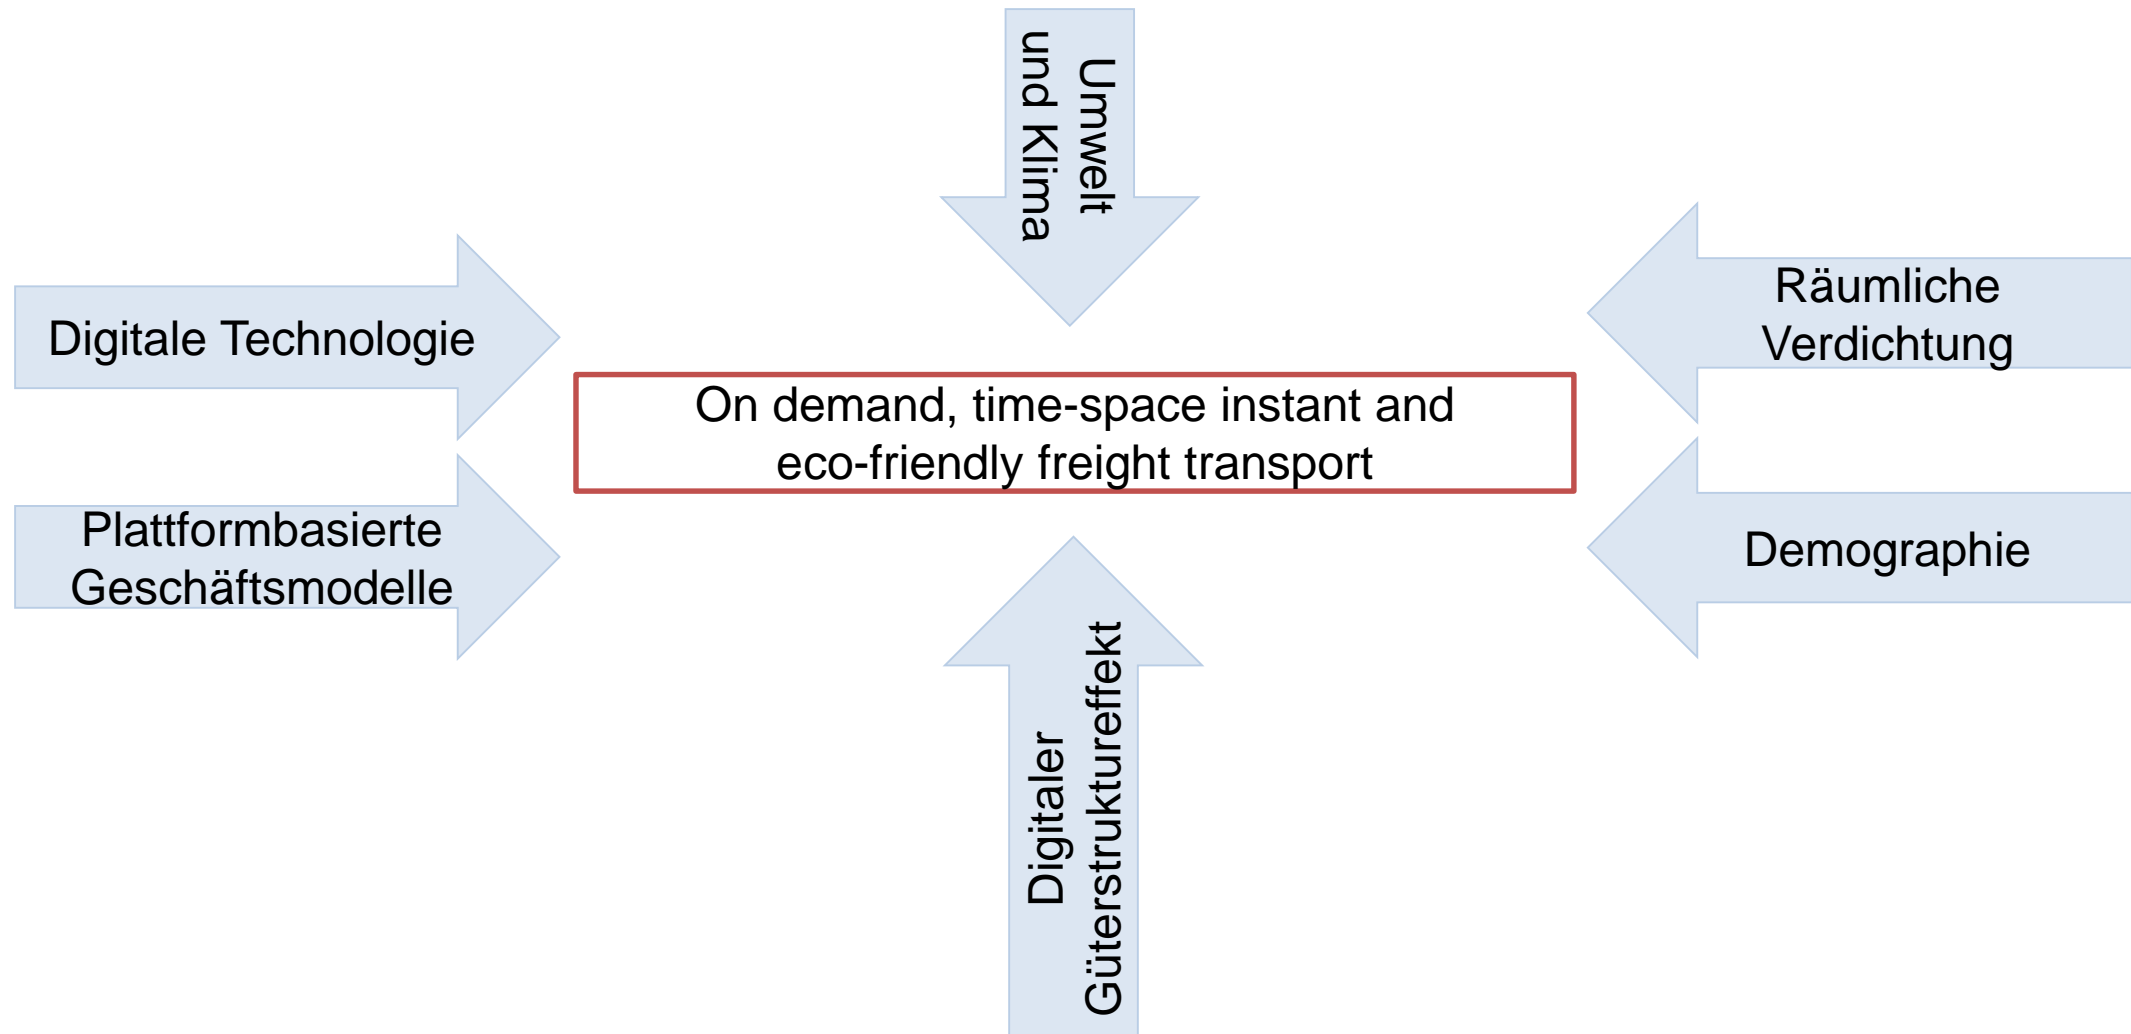 Umwelt
und Klima
Digitale Technologie
Räumliche
Verdichtung
On demand, time-space instant and
eco-friendly freight transport
Plattformbasierte
Geschäftsmodelle
Demographie
Digitaler
Güterstruktureffekt